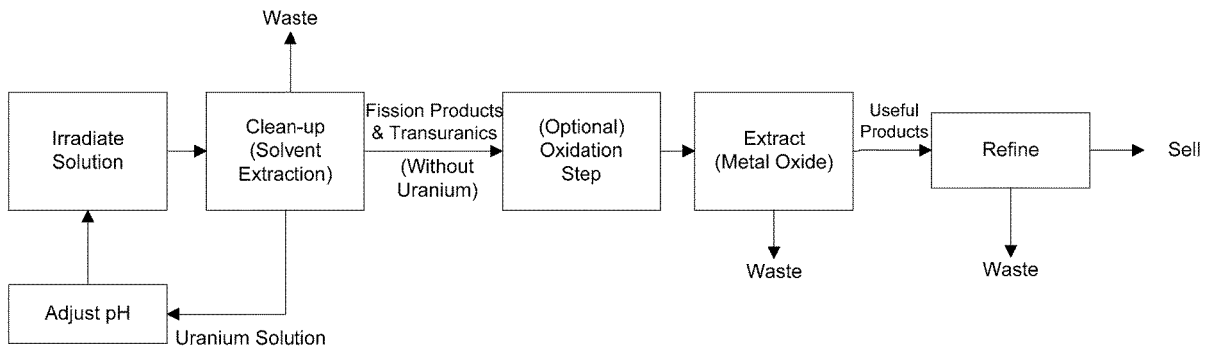 Waste
Irradiate
Solution
Clean-up
(Solvent
Extraction)
Fission Products
& Transuranics
(Without
Uranium)
(Optional)
Oxidation
Step
Extract
(Metal Oxide)
Useful
Products
Refine
Sell
Waste
Waste
Adjust pH
Uranium Solution